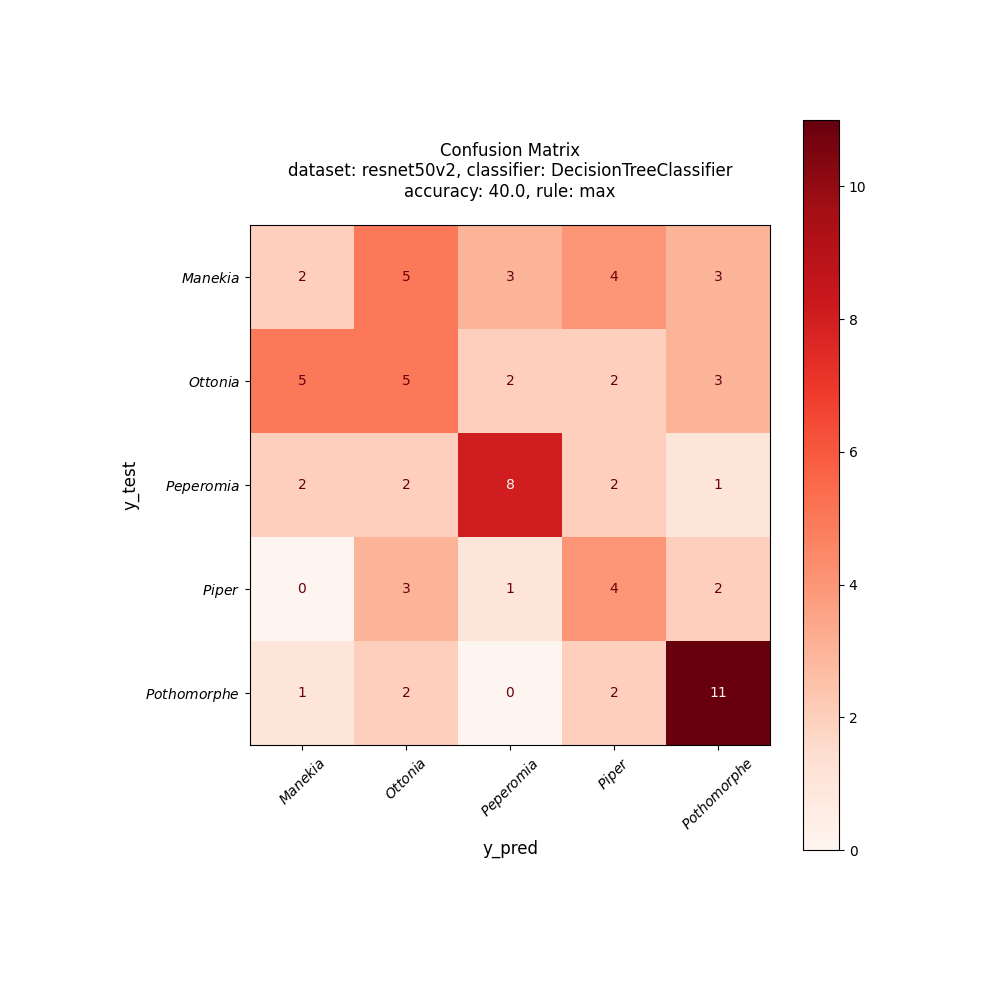 Confusion Matrix
dataset: resnet50v2, classifier: DecisionTreeClassifier
accuracy: 40.0, rule: max
y_test
Manekia 2 5 3 4 3
Ottonia 5 5 2 2 3
Peperomia 2 2 8 2 1
Piper 0 3 1 4 2
Pothomorphe 1 2 0 2 11
Manekia Ottonia Peperomia Piper Pothomorphe
y_pred
10
8
6
4
2
0